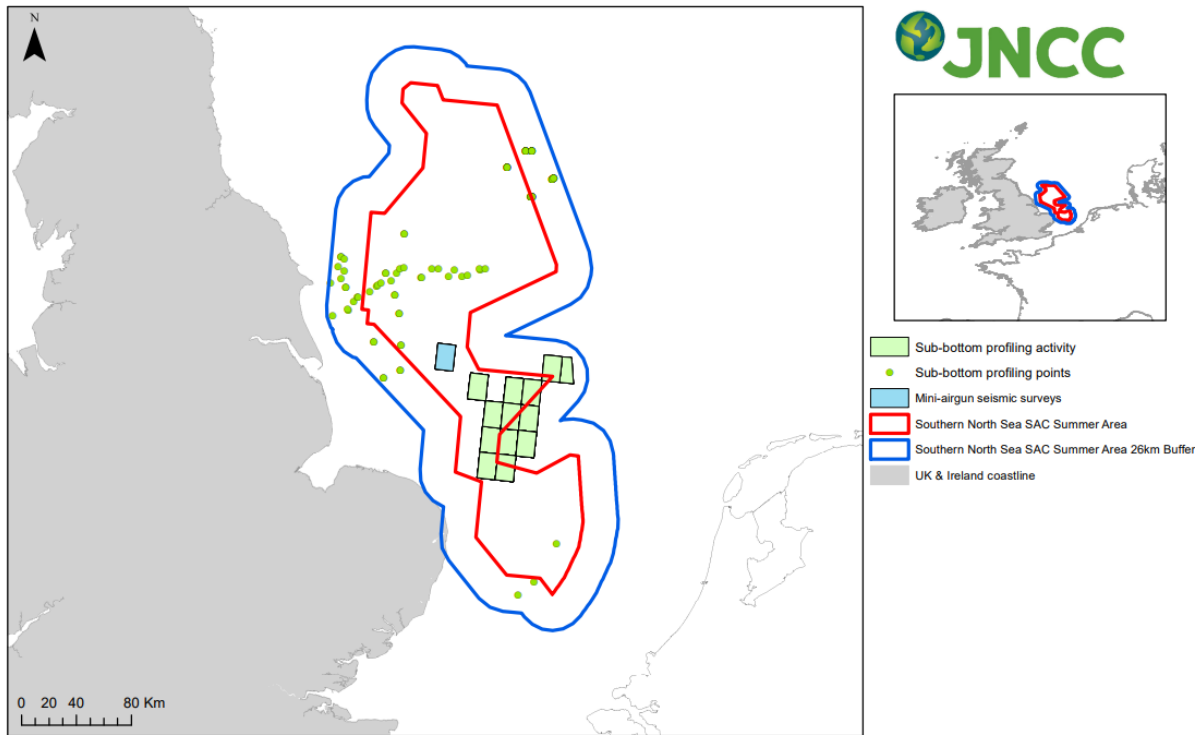 N
JNCC
Sub-bottom profiling activity
Sub-bottom profiling points
Mini-airgun seismic surveys
Southern North Sea SAC Summer Area
Southern North Sea SAC Summer Area 26km Buffer
UK & Ireland coastline
0 20 40 80 Km